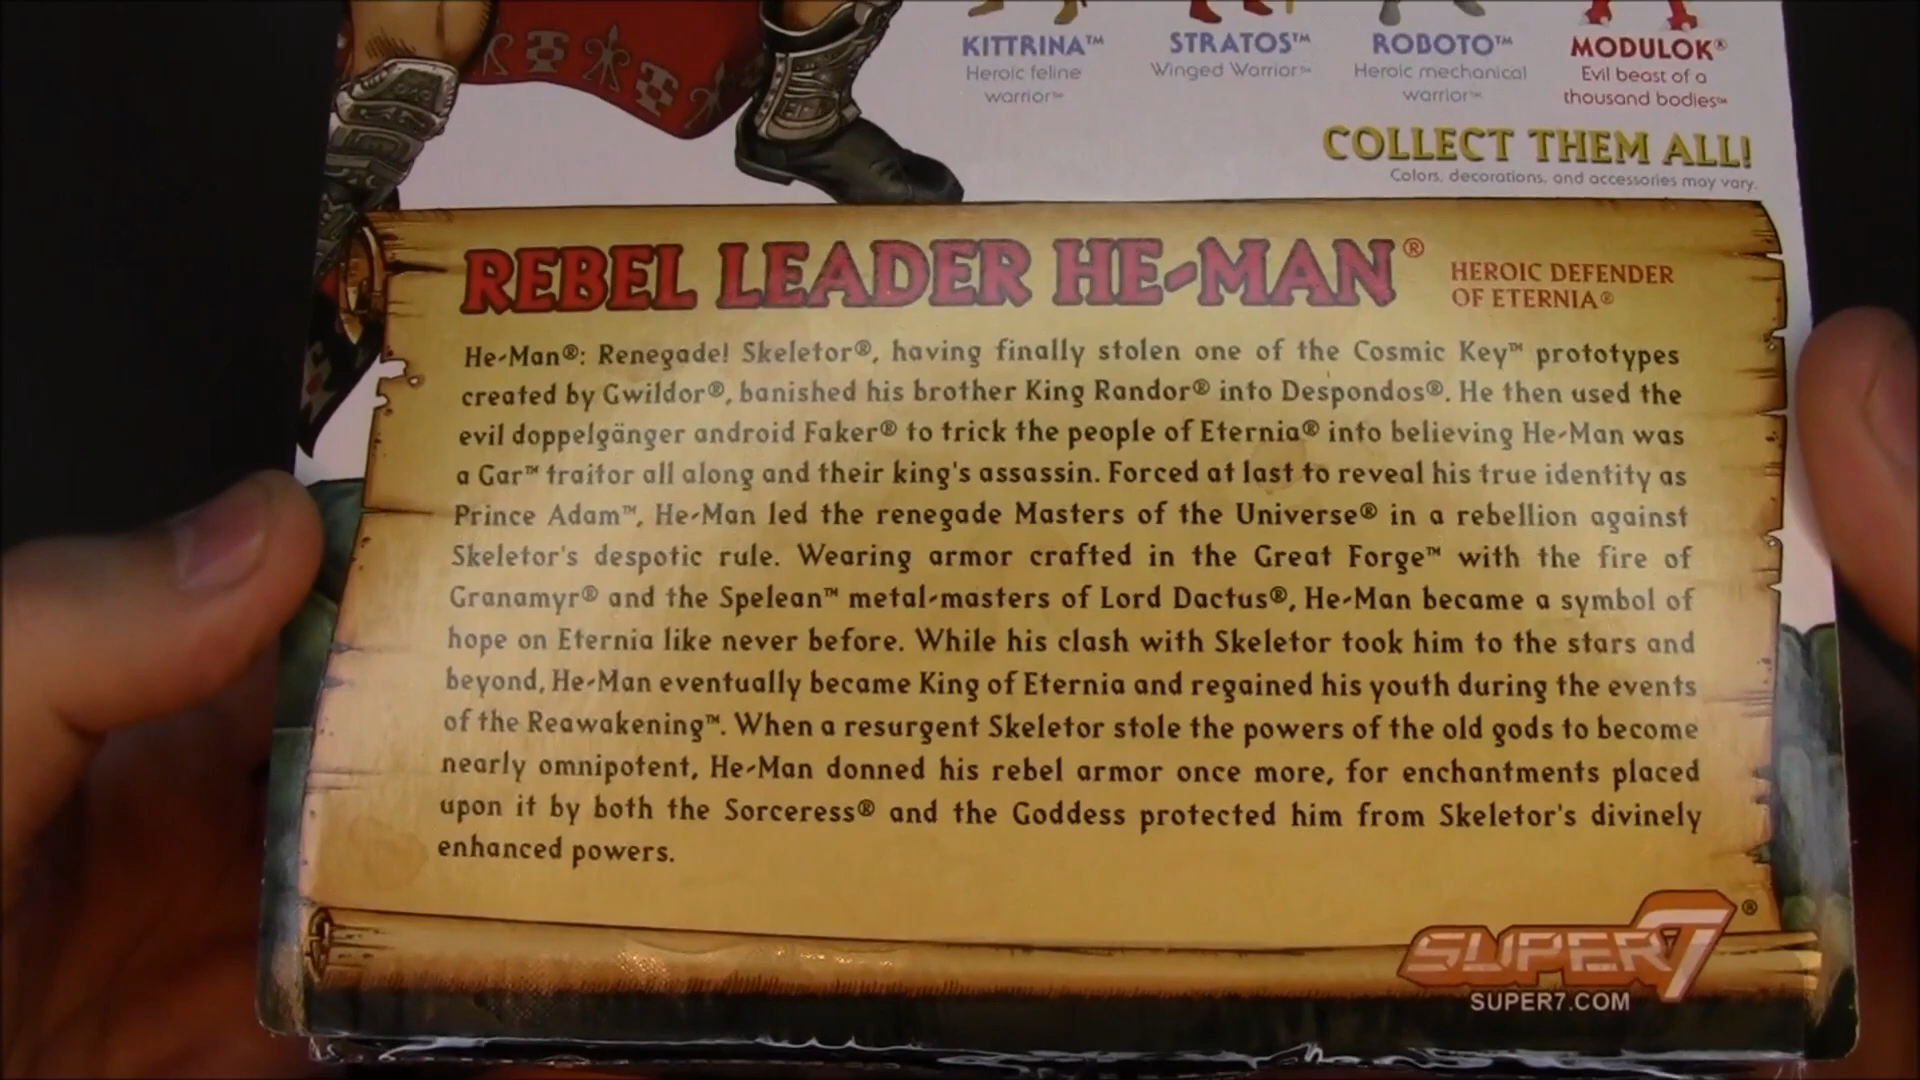 KITTRINA™
Heroic feline
warrior™
STRATOS™
Winged Warrior™
ROBOTO™
Heroic mechanical
warrior™
MODULOK®
Evil beast of a
thousand bodies™
COLLECT THEM ALL!
Colors, decorations, and accessories may vary.
REBEL LEADER HE-MAN®
HEROIC DEFENDER
OF ETERNIA®
He-Man®: Renegade! Skeletor®, having finally stolen one of the Cosmic Key™ prototypes
created by Gwildor®, banished his brother King Randor® into Despondos®. He then used the
evil doppelgänger android Faker® to trick the people of Eternia® into believing He-Man was
a Gar™ traitor all along and their king's assassin. Forced at last to reveal his true identity as
Prince Adam™, He-Man led the renegade Masters of the Universe® in a rebellion against
Skeletor's despotic rule. Wearing armor crafted in the Great Forge™ with the fire of
Granamyr® and the Spelean™ metal-masters of Lord Dactus®, He-Man became a symbol of
hope on Eternia like never before. While his clash with Skeletor took him to the stars and
beyond, He-Man eventually became King of Eternia and regained his youth during the events
of the Reawakening™. When a resurgent Skeletor stole the powers of the old gods to become
nearly omnipotent, He-Man donned his rebel armor once more, for enchantments placed
upon it by both the Sorceress® and the Goddess protected him from Skeletor's divinely
enhanced powers.
SUPER7®
SUPER7.COM